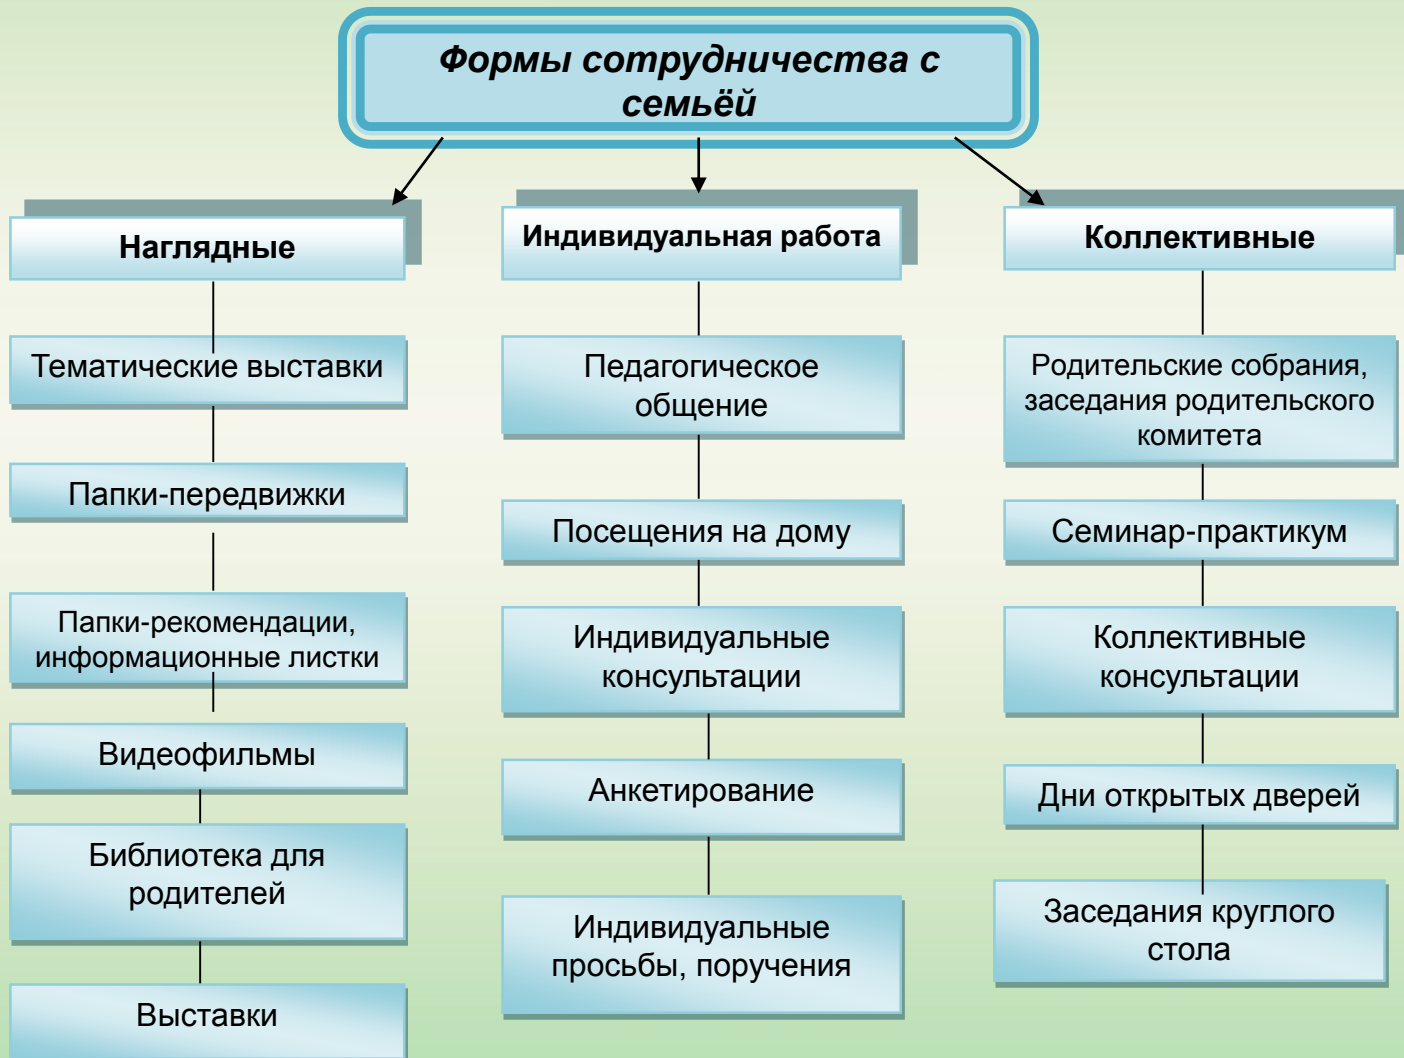 Формы сотрудничества с
семьёй
Наглядные
Тематические выставки
Папки-передвижки
Папки-рекомендации,
информационные листки
Видеофильмы
Библиотека для
родителей
Выставки
Индивидуальная работа
Педагогическое
общение
Посещения на дому
Индивидуальные
консультации
Анкетирование
Индивидуальные
просьбы, поручения
Коллективные
Родительские собрания,
заседания родительского
комитета
Семинар-практикум
Коллективные
консультации
Дни открытых дверей
Заседания круглого
стола